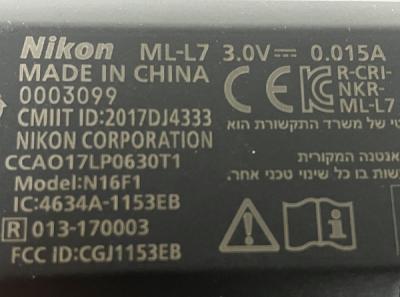 Nikon ML-L7 3.0V⎓ 0.015A
MADE IN CHINA
0003099
CMIIT ID:2017DJ4333
NIKON CORPORATION
CCAO17LP0630T1
Model:N16F1
IC:4634A-1153EB
R 013-170003
FCC ID:CGJ1153EB
CE
R-CRI-
NKR-
ML-L7
של משרד התקשורת הוא
אנטנה המקורית
בות כל שינוי טכני אחר.